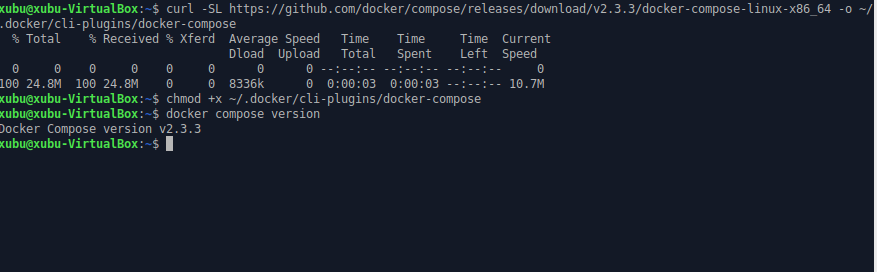 xubu@xubu-VirtualBox:~$ curl -SL https://github.com/docker/compose/releases/download/v2.3.3/docker-compose-linux-x86_64 -o ~/
.docker/cli-plugins/docker-compose
  % Total    % Received % Xferd  Average Speed   Time    Time     Time  Current
                                 Dload  Upload   Total   Spent    Left  Speed
  0     0    0     0    0     0      0      0 --:--:-- --:--:-- --:--:--     0
100 24.8M  100 24.8M    0     0  8336k      0  0:00:03  0:00:03 --:--:-- 10.7M
xubu@xubu-VirtualBox:~$ chmod +x ~/.docker/cli-plugins/docker-compose
xubu@xubu-VirtualBox:~$ docker compose version
Docker Compose version v2.3.3
xubu@xubu-VirtualBox:~$